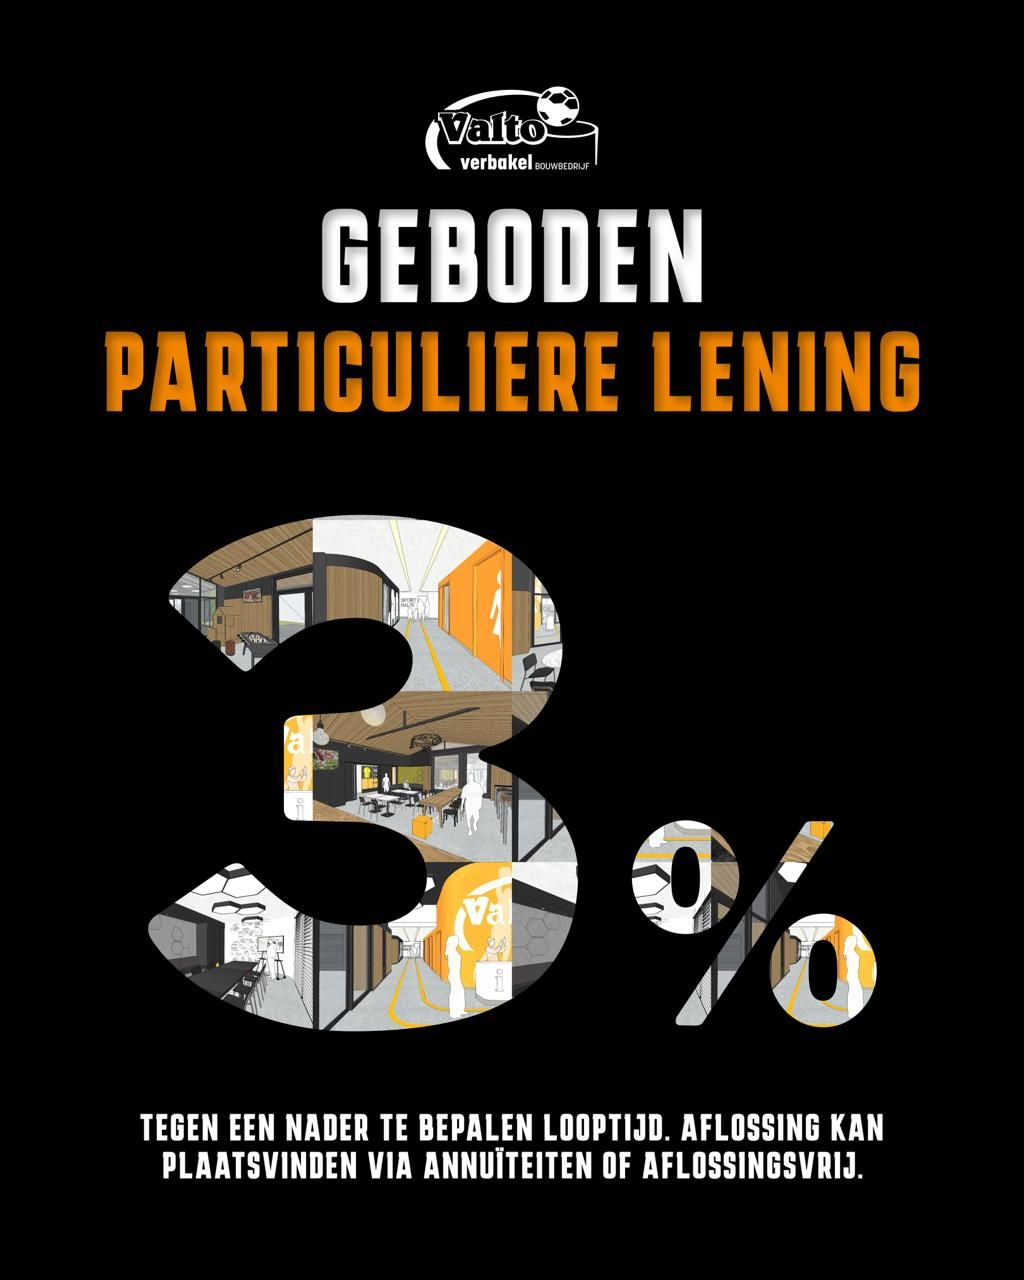 Valto
verbakel BOUWBEDRIJF
GEBODEN
PARTICULIERE LENING
3%
TEGEN EEN NADER TE BEPALEN LOOPTIJD. AFLOSSING KAN
PLAATSVINDEN VIA ANNUÏTEITEN OF AFLOSSINGSVRIJ.